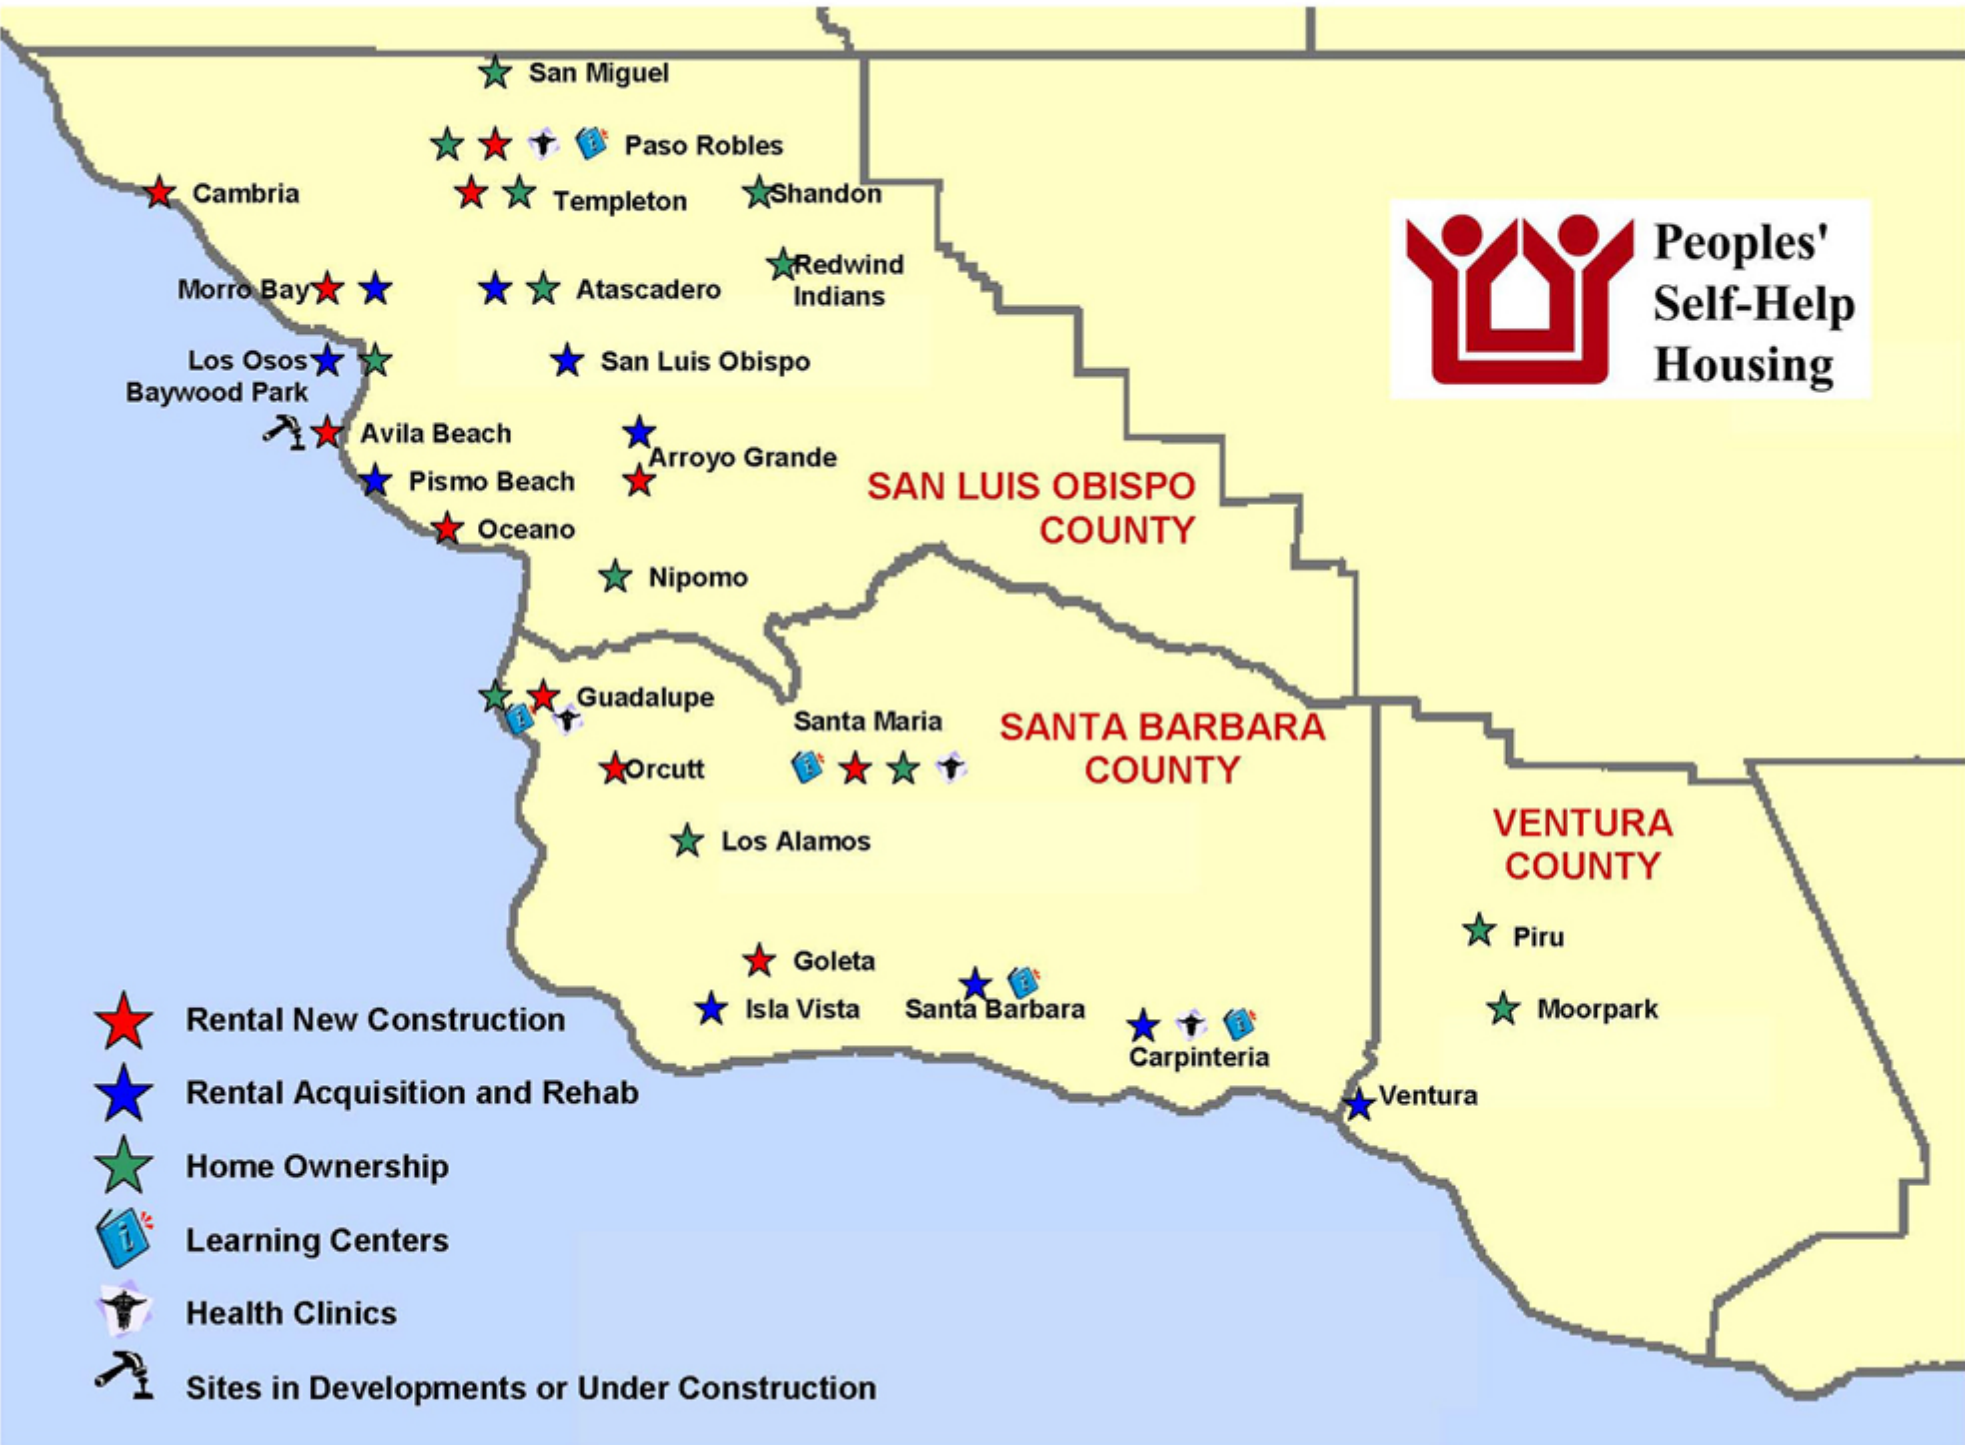 San Miguel
Paso Robles
Cambria
Templeton
Shandon
Redwind
Indians
Morro Bay
Atascadero
Los Osos
Baywood Park
San Luis Obispo
Avila Beach
Arroyo Grande
Pismo Beach
Oceano
Nipomo
SAN LUIS OBISPO
COUNTY
Peoples'
Self-Help
Housing
Guadalupe
Santa Maria
Orcutt
SANTA BARBARA
COUNTY
Los Alamos
VENTURA
COUNTY
Goleta
Isla Vista
Santa Barbara
Carpinteria
Piru
Moorpark
Ventura
Rental New Construction
Rental Acquisition and Rehab
Home Ownership
Learning Centers
Health Clinics
Sites in Developments or Under Construction